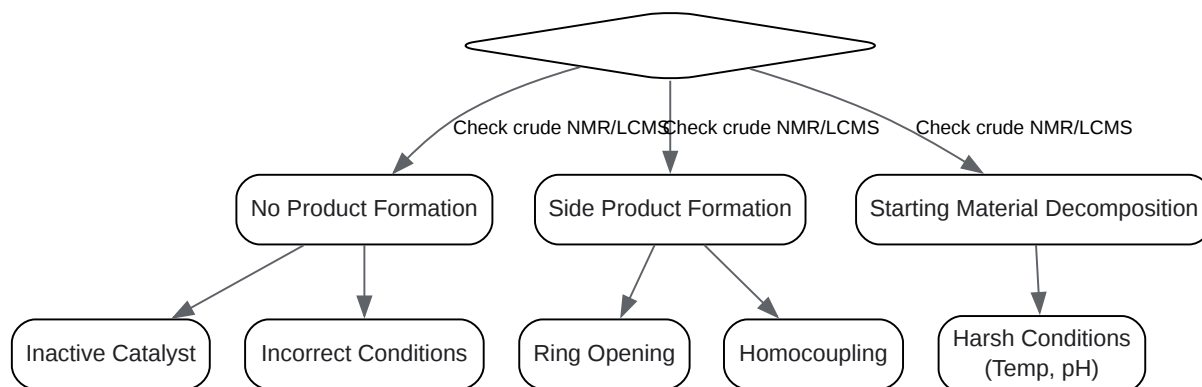 Check crude NMR/LCMS
Check crude NMR/LCMS
Check crude NMR/LCMS
No Product Formation
Side Product Formation
Starting Material Decomposition
Inactive Catalyst
Incorrect Conditions
Ring Opening
Homocoupling
Harsh Conditions
(Temp, pH)